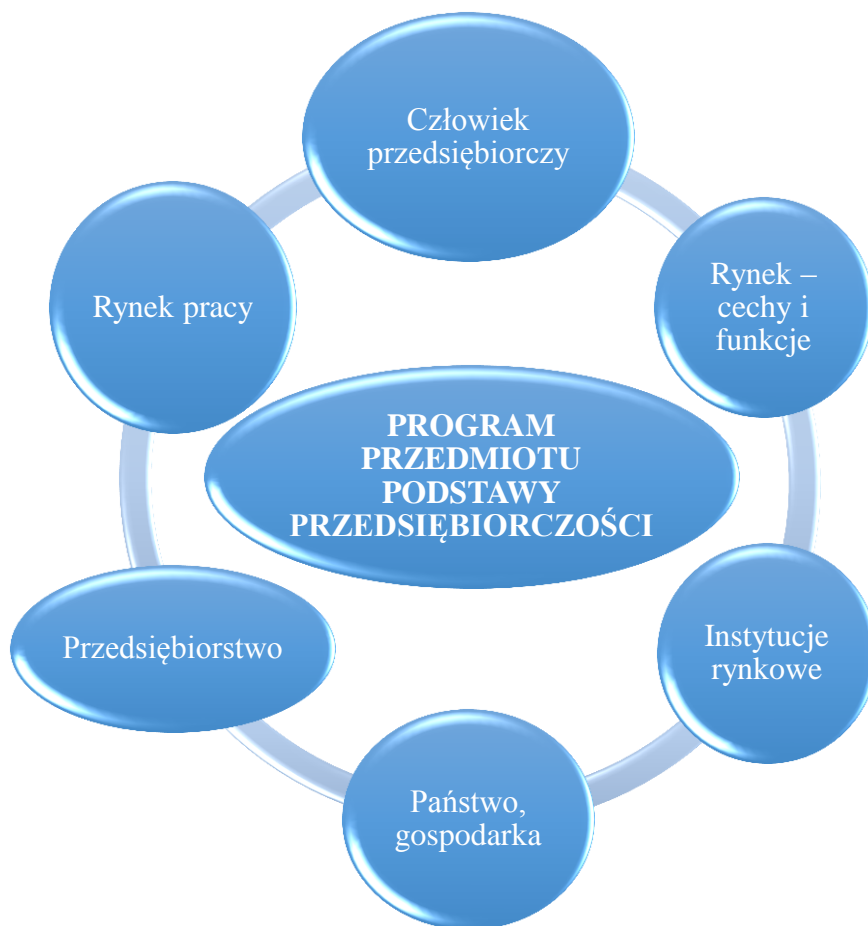 Człowiek
przedsiębiorczy
Rynek –
cechy i
funkcje
Rynek pracy
PROGRAM
PRZEDMIOTU
PODSTAWY
PRZEDSIĘBIORCZOŚCI
Instytucje
rynkowe
Przedsiębiorstwo
Państwo,
gospodarka